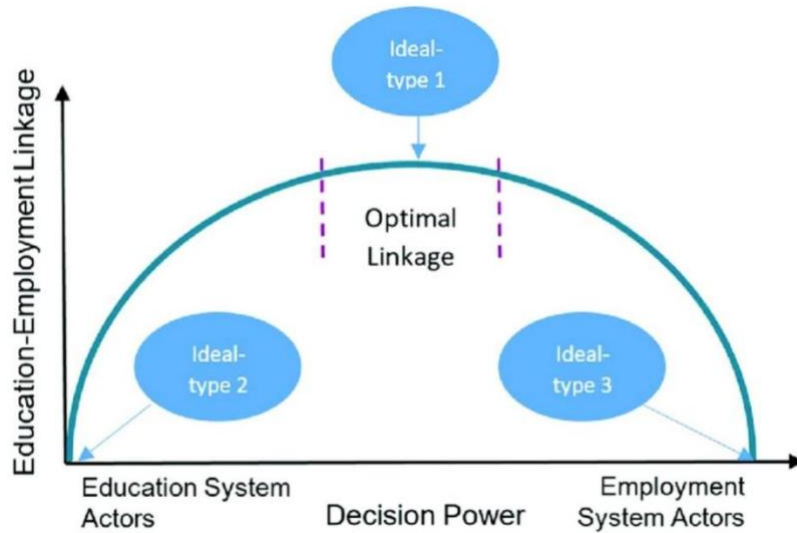 Ideal-
type 1
Education-Employment Linkage
Optimal
Linkage
Ideal-
type 2
Ideal-
type 3
Education System
Actors
Decision Power
Employment
System Actors